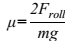 μ = 2F_roll / mg